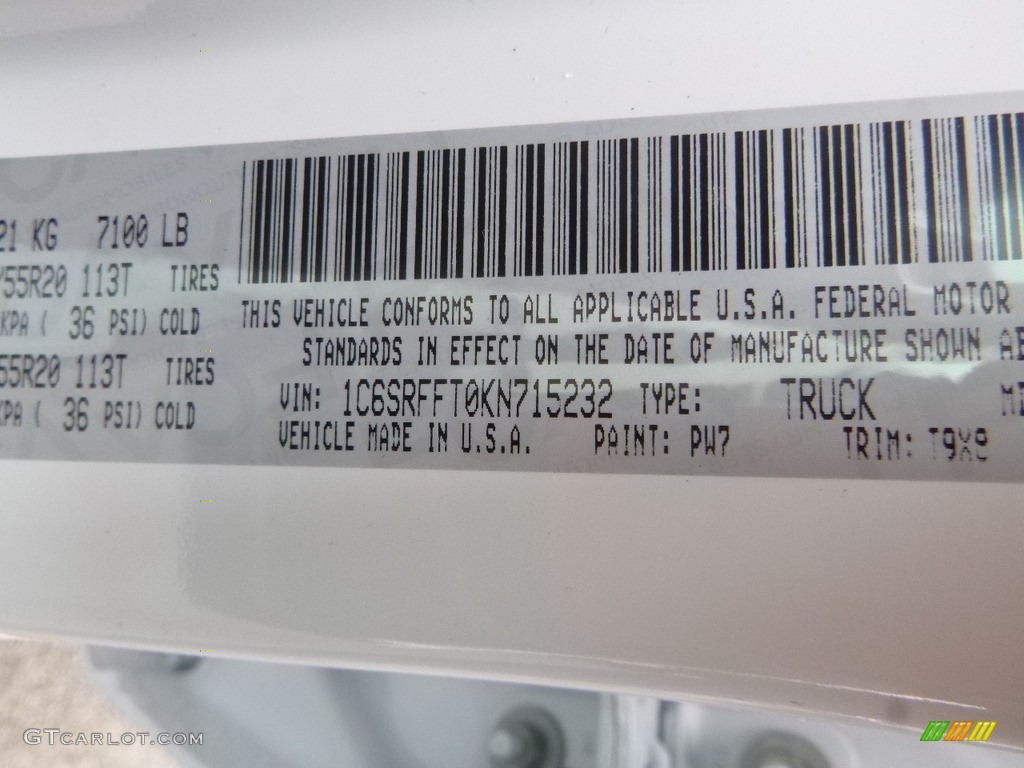 21 KG 7100 LB
55R20 113T TIRES
KPA ( 36 PSI) COLD
55R20 113T TIRES
KPA ( 36 PSI) COLD
THIS VEHICLE CONFORMS TO ALL APPLICABLE U.S.A. FEDERAL MOTOR
STANDARDS IN EFFECT ON THE DATE OF MANUFACTURE SHOWN AB
VIN: 1C6SRFFT0KN715232 TYPE: TRUCK
VEHICLE MADE IN U.S.A. PAINT: PW7 TRIM: T9X8
GTCARLOT.COM